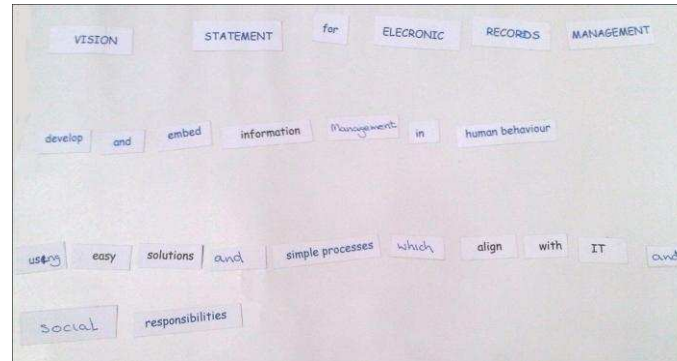 VISION STATEMENT for ELECRONIC RECORDS MANAGEMENT
develop and embed information Management in human behaviour
using easy solutions and simple processes which align with IT and
social responsibilities